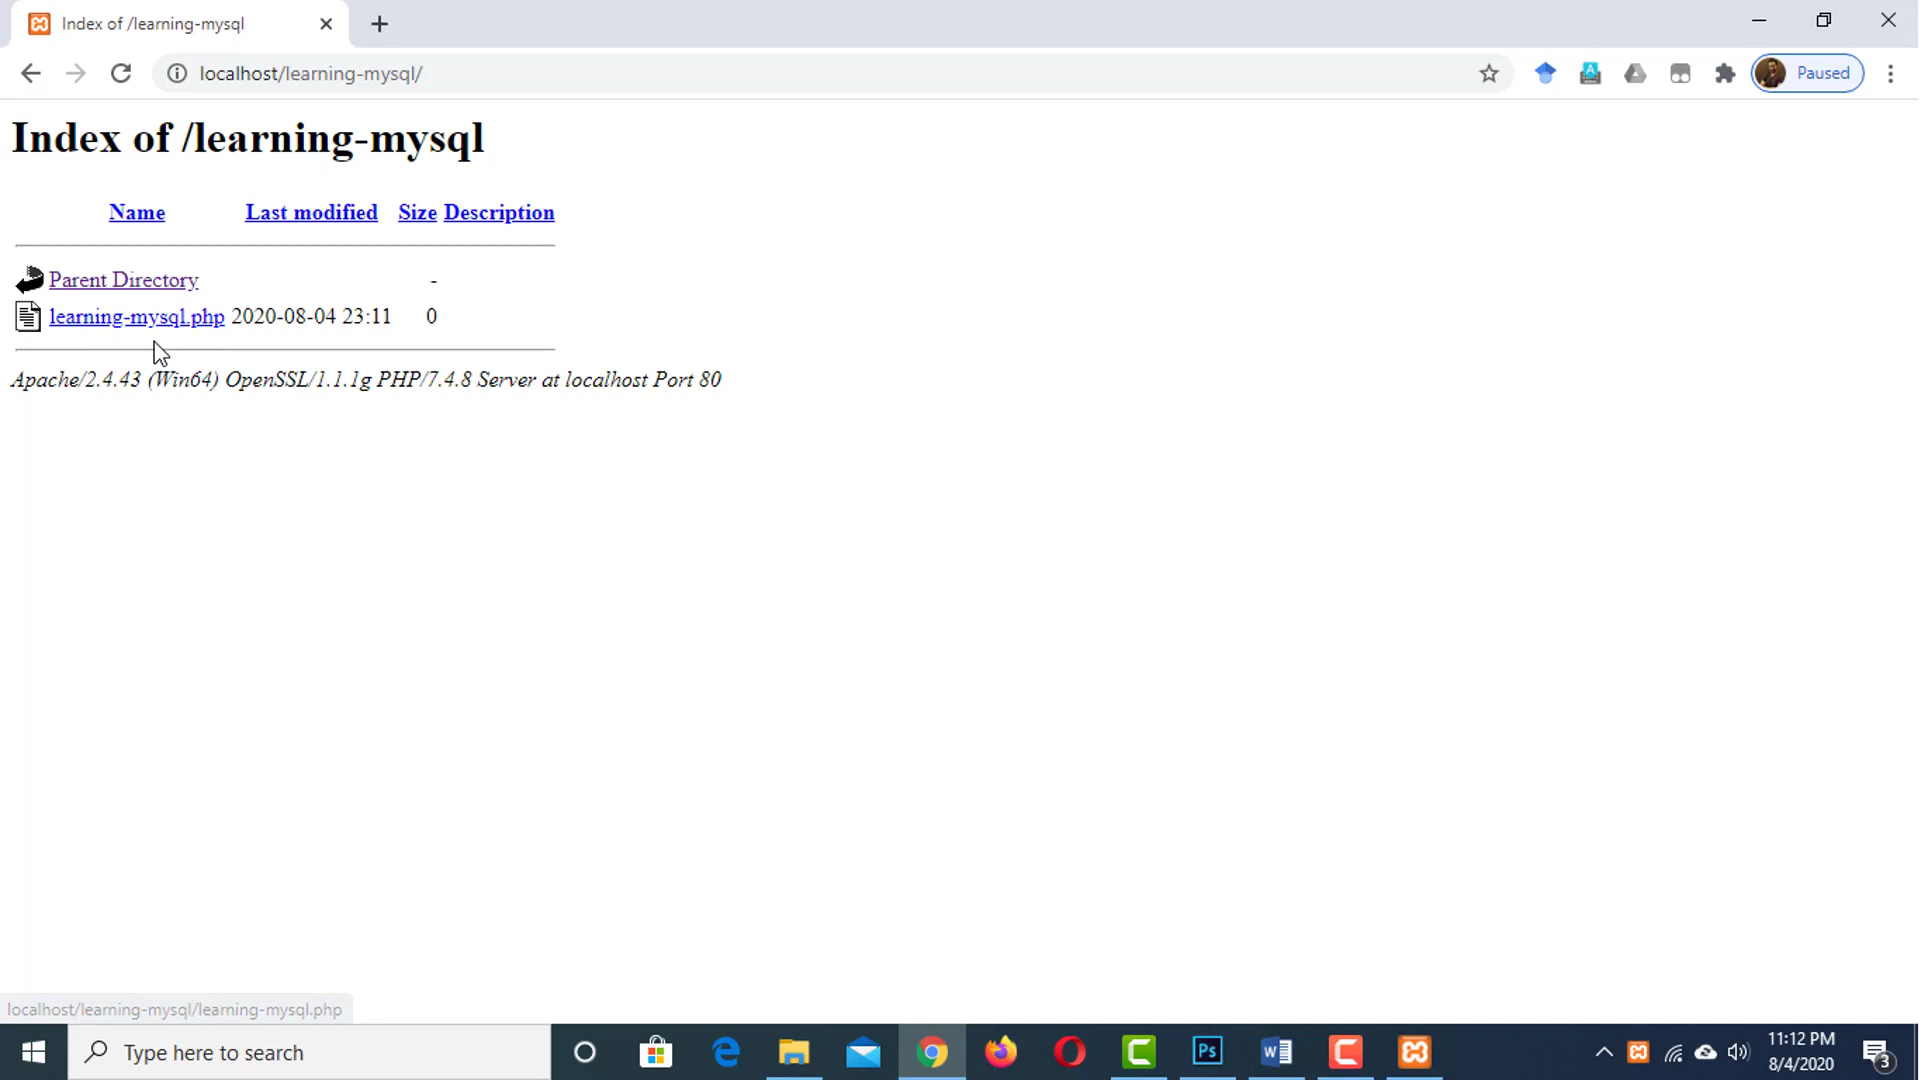 Index of /learning-mysql
localhost/learning-mysql/
Paused
Index of /learning-mysql
Name Last modified Size Description
Parent Directory -
learning-mysql.php 2020-08-04 23:11 0
Apache/2.4.43 (Win64) OpenSSL/1.1.1g PHP/7.4.8 Server at localhost Port 80
localhost/learning-mysql/learning-mysql.php
Type here to search
Ps
11:12 PM
8/4/2020
3